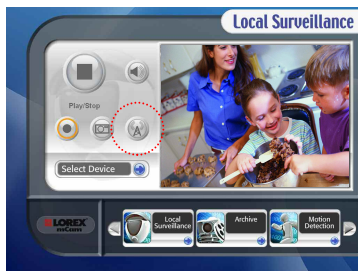 Local Surveillance
Play/Stop
A
Select Device
LOREX
Local
Surveillance
Archive
Motion
Detection